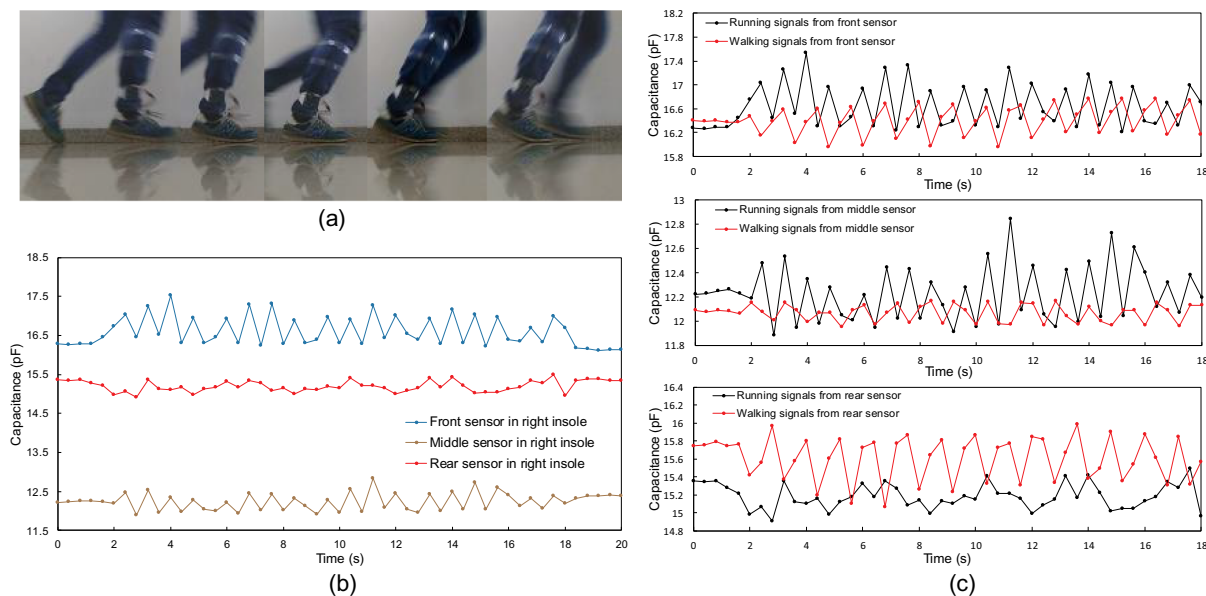 (a)
18.5
17.5
16.5
15.5
14.5
13.5
12.5
11.5
Capacitance (pF)
Front sensor in right insole
Middle sensor in right insole
Rear sensor in right insole
0 2 4 6 8 10 12 14 16 18 20
Time (s)
(b)
18.2
17.8
17.4
17
16.6
16.2
15.8
Capacitance (pF)
Running signals from front sensor
Walking signals from front sensor
0 2 4 6 8 10 12 14 16 18
Time (s)
13
12.8
12.6
12.4
12.2
12
11.8
Capacitance (pF)
Running signals from middle sensor
Walking signals from middle sensor
0 2 4 6 8 10 12 14 16 18
Time (s)
16.4
16.2
16
15.8
15.6
15.4
15.2
15
14.8
Capacitance (pF)
Running signals from rear sensor
Walking signals from rear sensor
0 2 4 6 8 10 12 14 16 18
Time (s)
(c)